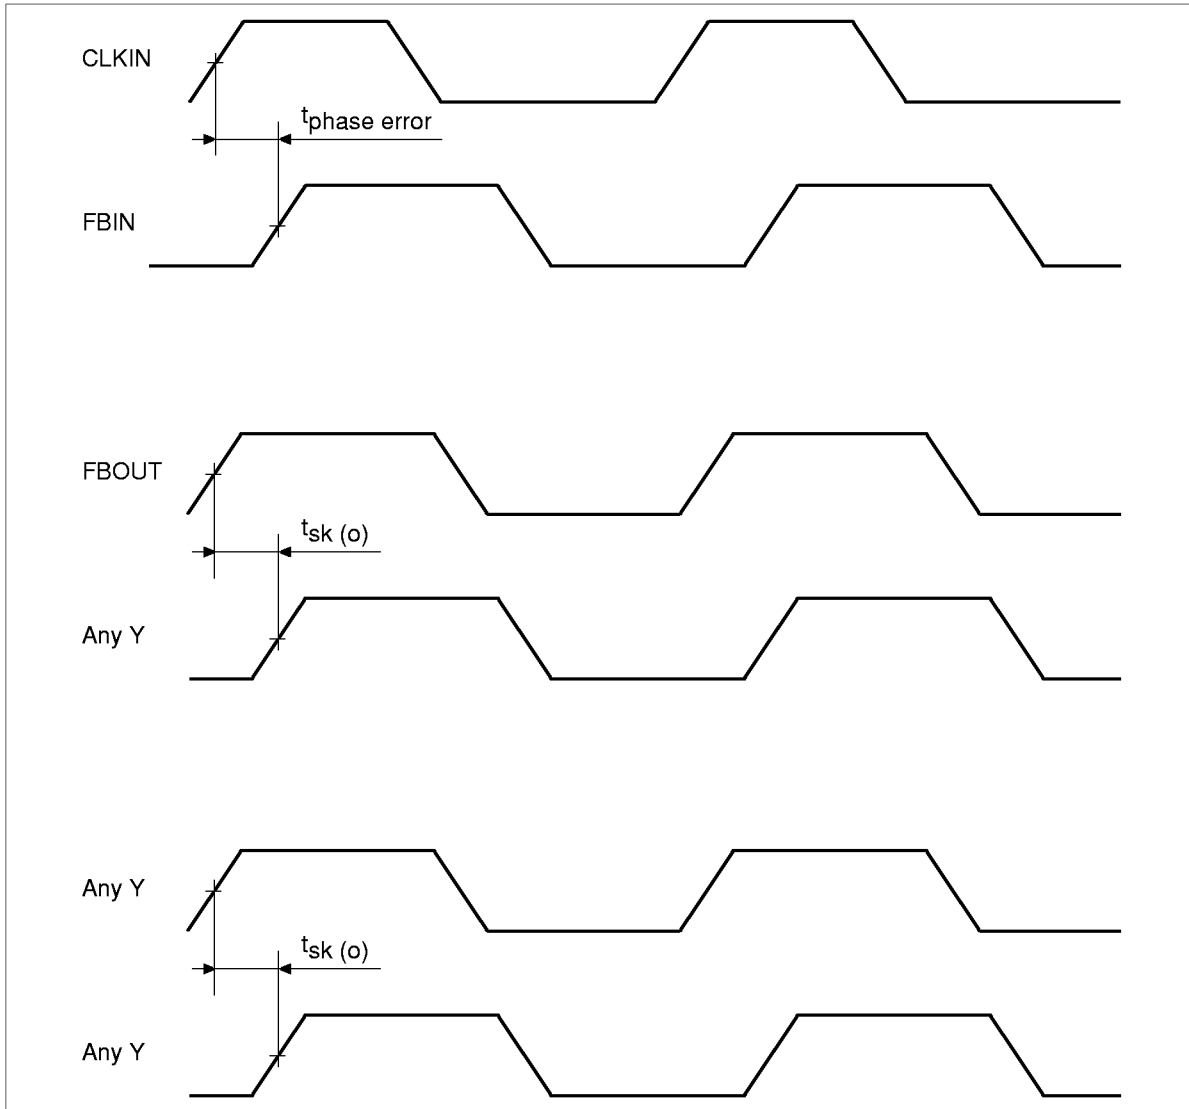 CLKIN
tphase error
FBIN
FBOUT
tsk (o)
Any Y
Any Y
tsk (o)
Any Y